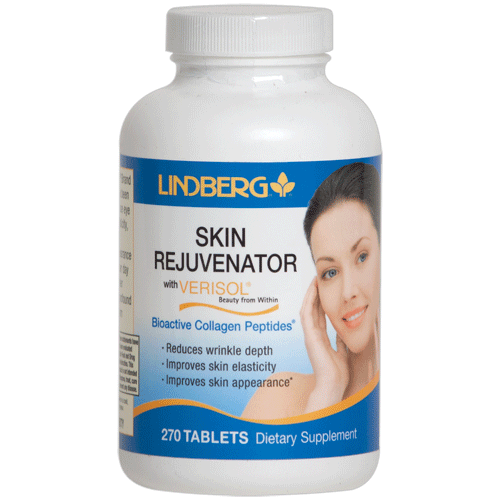 LINDBERG
SKIN
REJUVENATOR
with VERISOL®
Beauty from Within
Bioactive Collagen Peptides®
· Reduces wrinkle depth
· Improves skin elasticity
· Improves skin appearance*
270 TABLETS Dietary Supplement